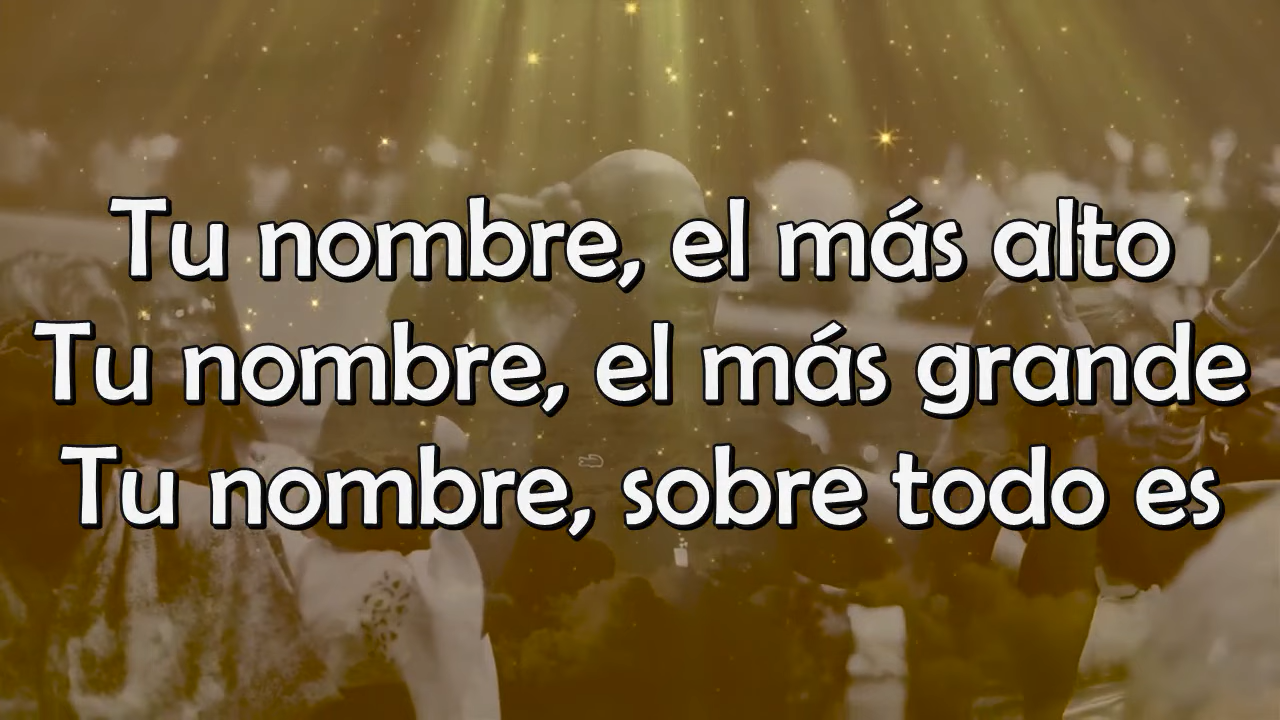 Tu nombre, el más alto
Tu nombre, el más grande
Tu nombre, sobre todo es